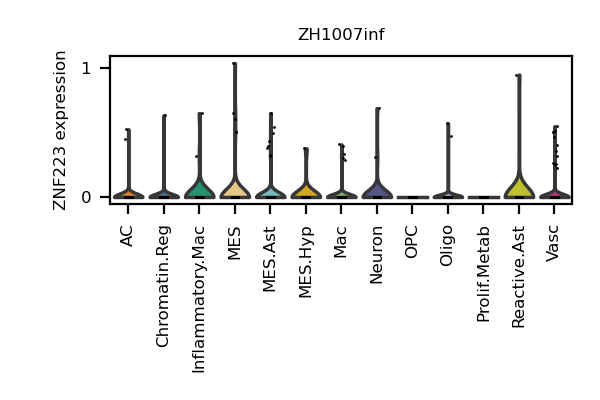 ZH1007inf
ZNF223 expression
1
0
AC
Chromatin.Reg
Inflammatory.Mac
MES
MES.Ast
MES.Hyp
Mac
Neuron
OPC
Oligo
Prolif.Metab
Reactive.Ast
Vasc